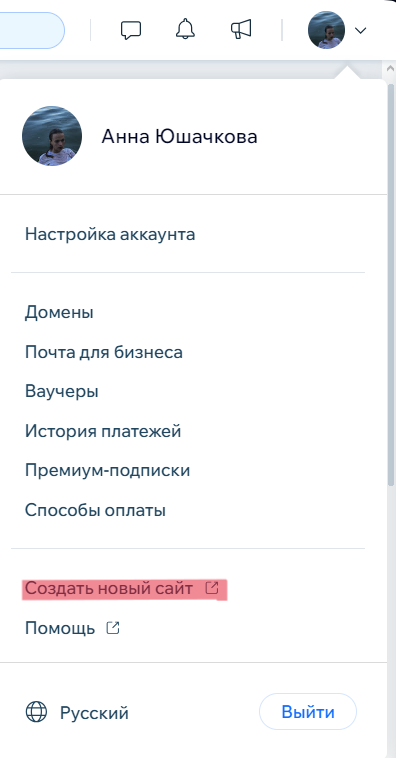 Анна Юшачкова
Настройка аккаунта
Домены
Почта для бизнеса
Ваучеры
История платежей
Премиум-подписки
Способы оплаты
Создать новый сайт
Помощь
Русский
Выйти